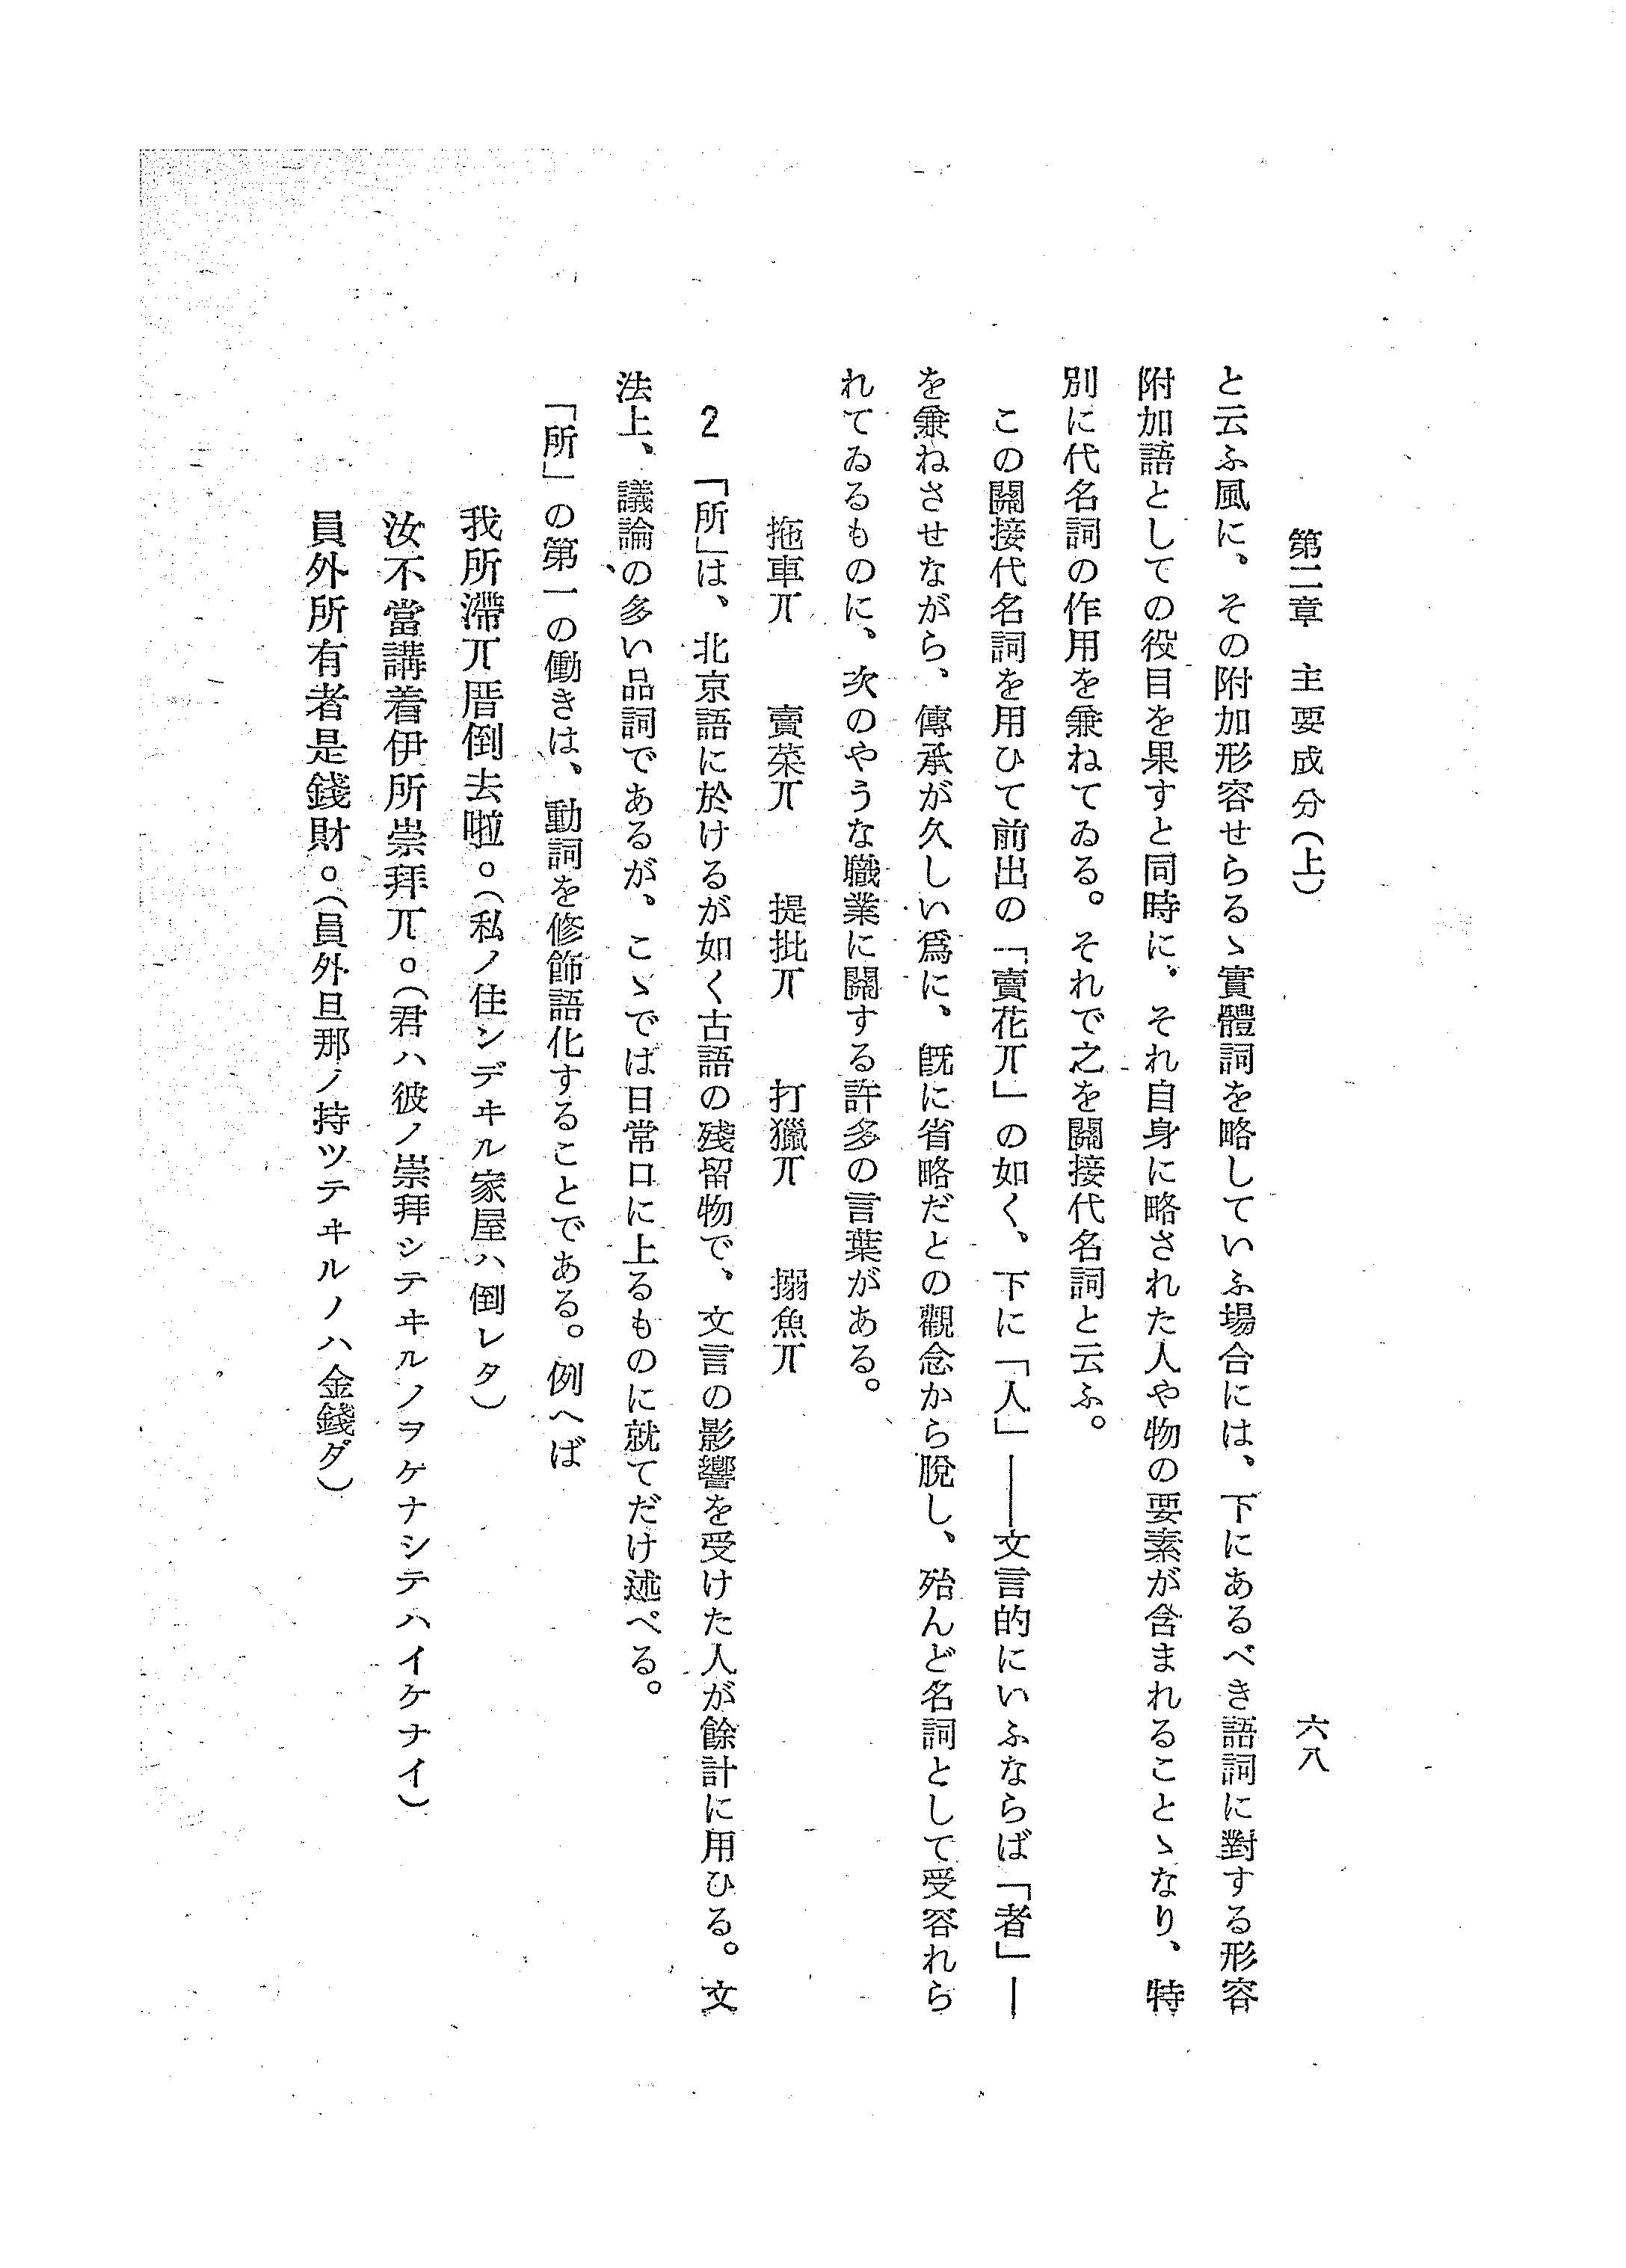 第二章　主要成分（上）
六八
と云ふ風に、その附加形容せらるゝ實體詞を略していふ場合には、下にあるべき語詞に對する形容
附加語としての役目を果すと同時に、それ自身に略された人や物の要素が含まれることゝなり、特
別に代名詞の作用を兼ねてゐる。それで之を關接代名詞と云ふ。
この關接代名詞を用ひて前出の「賣花兀」の如く、下に「人」――文言的にいふならば「者」―
を兼ねさせながら、傳承が久しい爲に、既に省略だとの觀念から脱し、殆んど名詞として受容れら
れてゐるものに、次のやうな職業に關する許多の言葉がある。
拖車兀　賣菜兀　提批兀　打獵兀　搦魚兀
2　「所」は、北京語に於けるが如く古語の殘留物で、文言の影響を受けた人が餘計に用ひる。文
法上、議論の多い品詞であるが、こゝでは日常口に上るものに就てだけ述べる。
「所」の第一の働きは、動詞を修飾語化することである。例へば
我所滯兀厝倒去啦。（私ノ住ンデヰル家屋ハ倒レタ）
汝不當講着伊所崇拜兀。（君ハ彼ノ崇拜シテヰルノヲケナシテハイケナイ）
員外所有者是錢財。（員外旦那ノ持ツテヰルノハ金錢ダ）